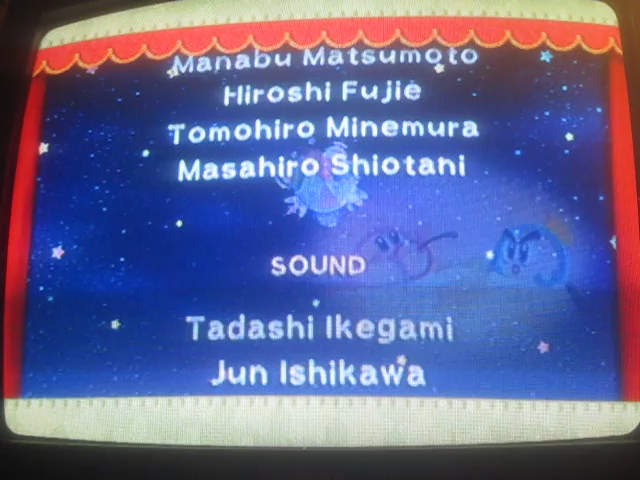 Manabu Matsumoto
Hiroshi Fujie
Tomohiro Minemura
Masahiro Shiotani
SOUND
Tadashi Ikegami
Jun Ishikawa